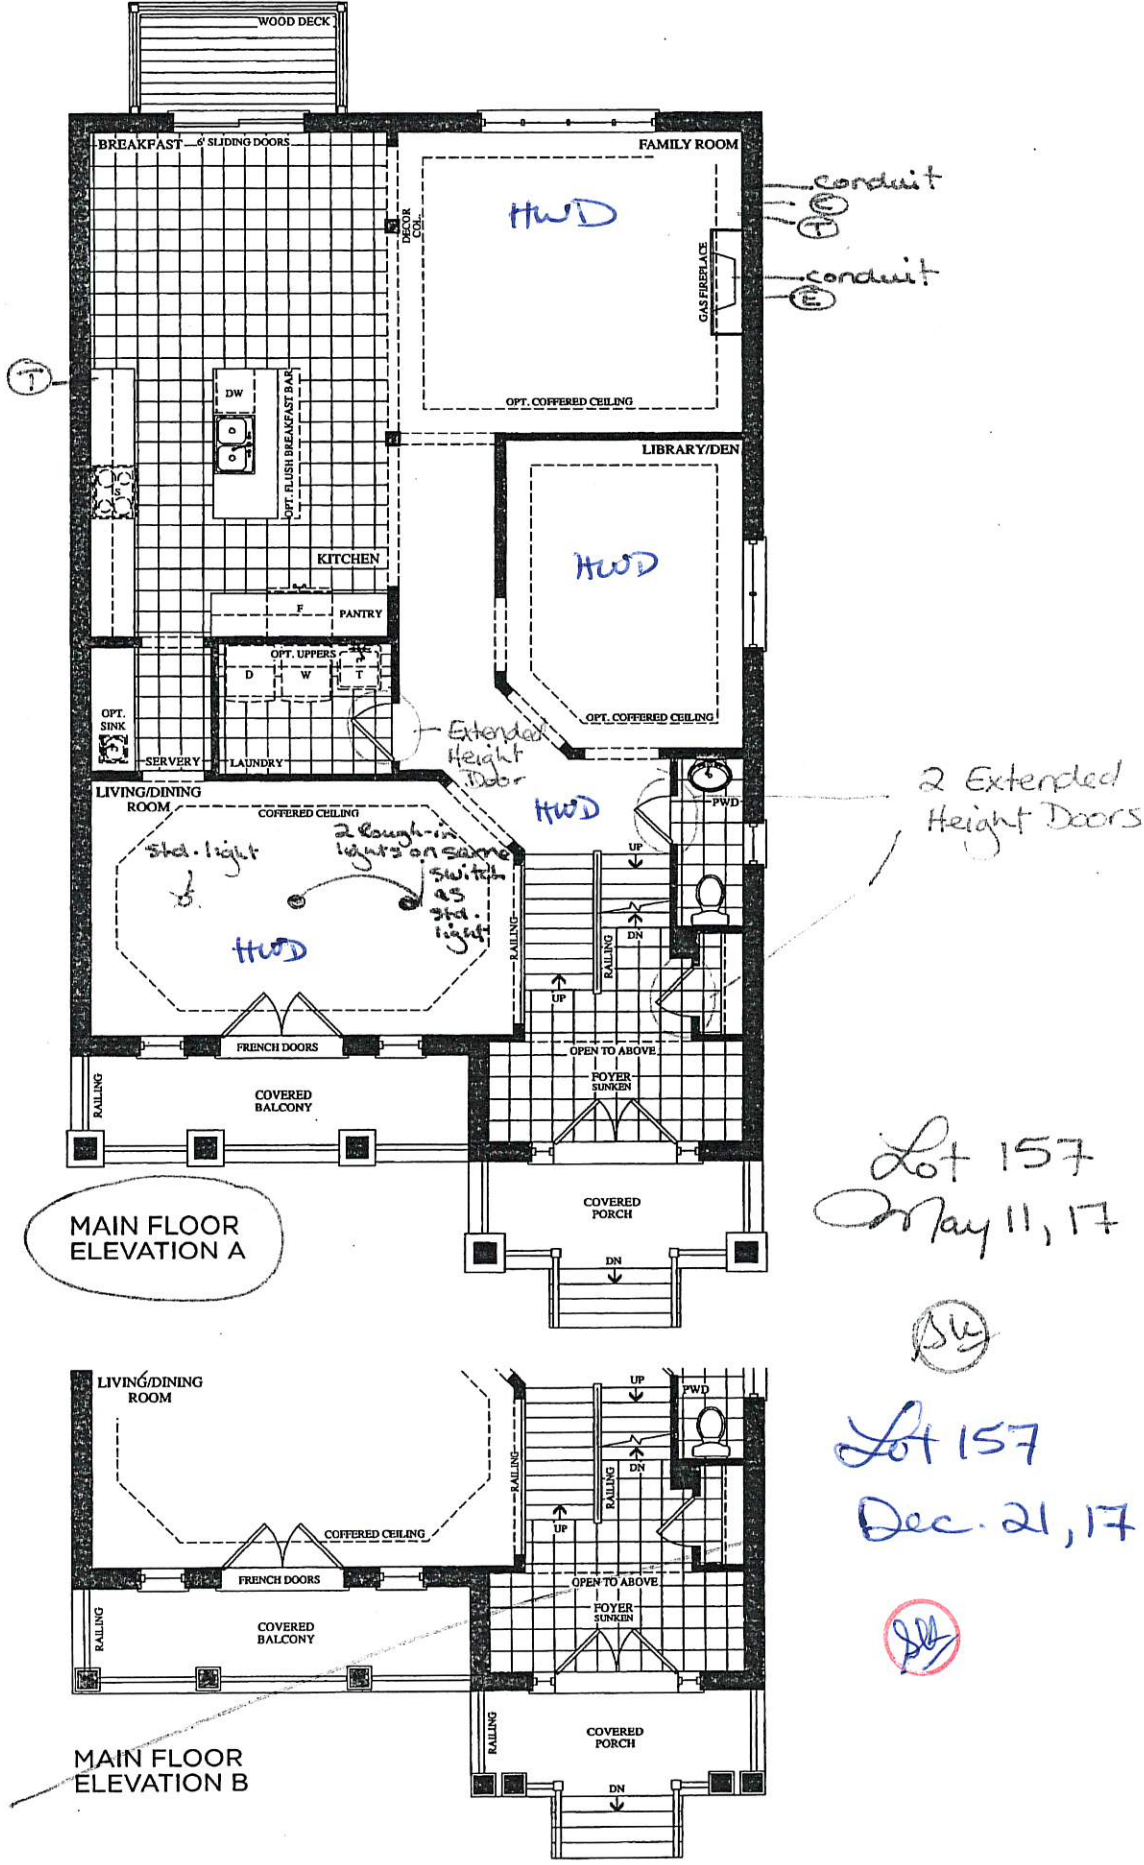 WOOD DECK
BREAKFAST
6' SLIDING DOORS
FAMILY ROOM
HWD
DECOR
COL.
conduit
C
T
GAS FIREPLACE
conduit
E
T
DW
OPT. FLUSH BREAKFAST BAR
OPT. COFFERED CEILING
LIBRARY/DEN
S
KITCHEN
HWD
F
PANTRY
OPT. UPPERS
D
W
T
OPT.
SINK
SERVERY
LAUNDRY
OPT. COFFERED CEILING
Extended
Height
Door
2 Extended
Height Doors
LIVING/DINING
ROOM
COFFERED CEILING
HWD
PWD
std. light
2 Rough-in
lights on same
switch
as
std.
light
UP
HWD
RAILING
RAILING
DN
UP
FRENCH DOORS
OPEN TO ABOVE
FOYER
SUNKEN
RAILING
COVERED
BALCONY
COVERED
PORCH
DN
MAIN FLOOR
ELEVATION A
Lot 157
May 11, 17
LIVING/DINING
ROOM
UP
PWD
RAILING
RAILING
DN
UP
COFFERED CEILING
FRENCH DOORS
OPEN TO ABOVE
FOYER
SUNKEN
RAILING
COVERED
BALCONY
RAILING
COVERED
PORCH
DN
MAIN FLOOR
ELEVATION B
Lot 157
Dec. 21, 17